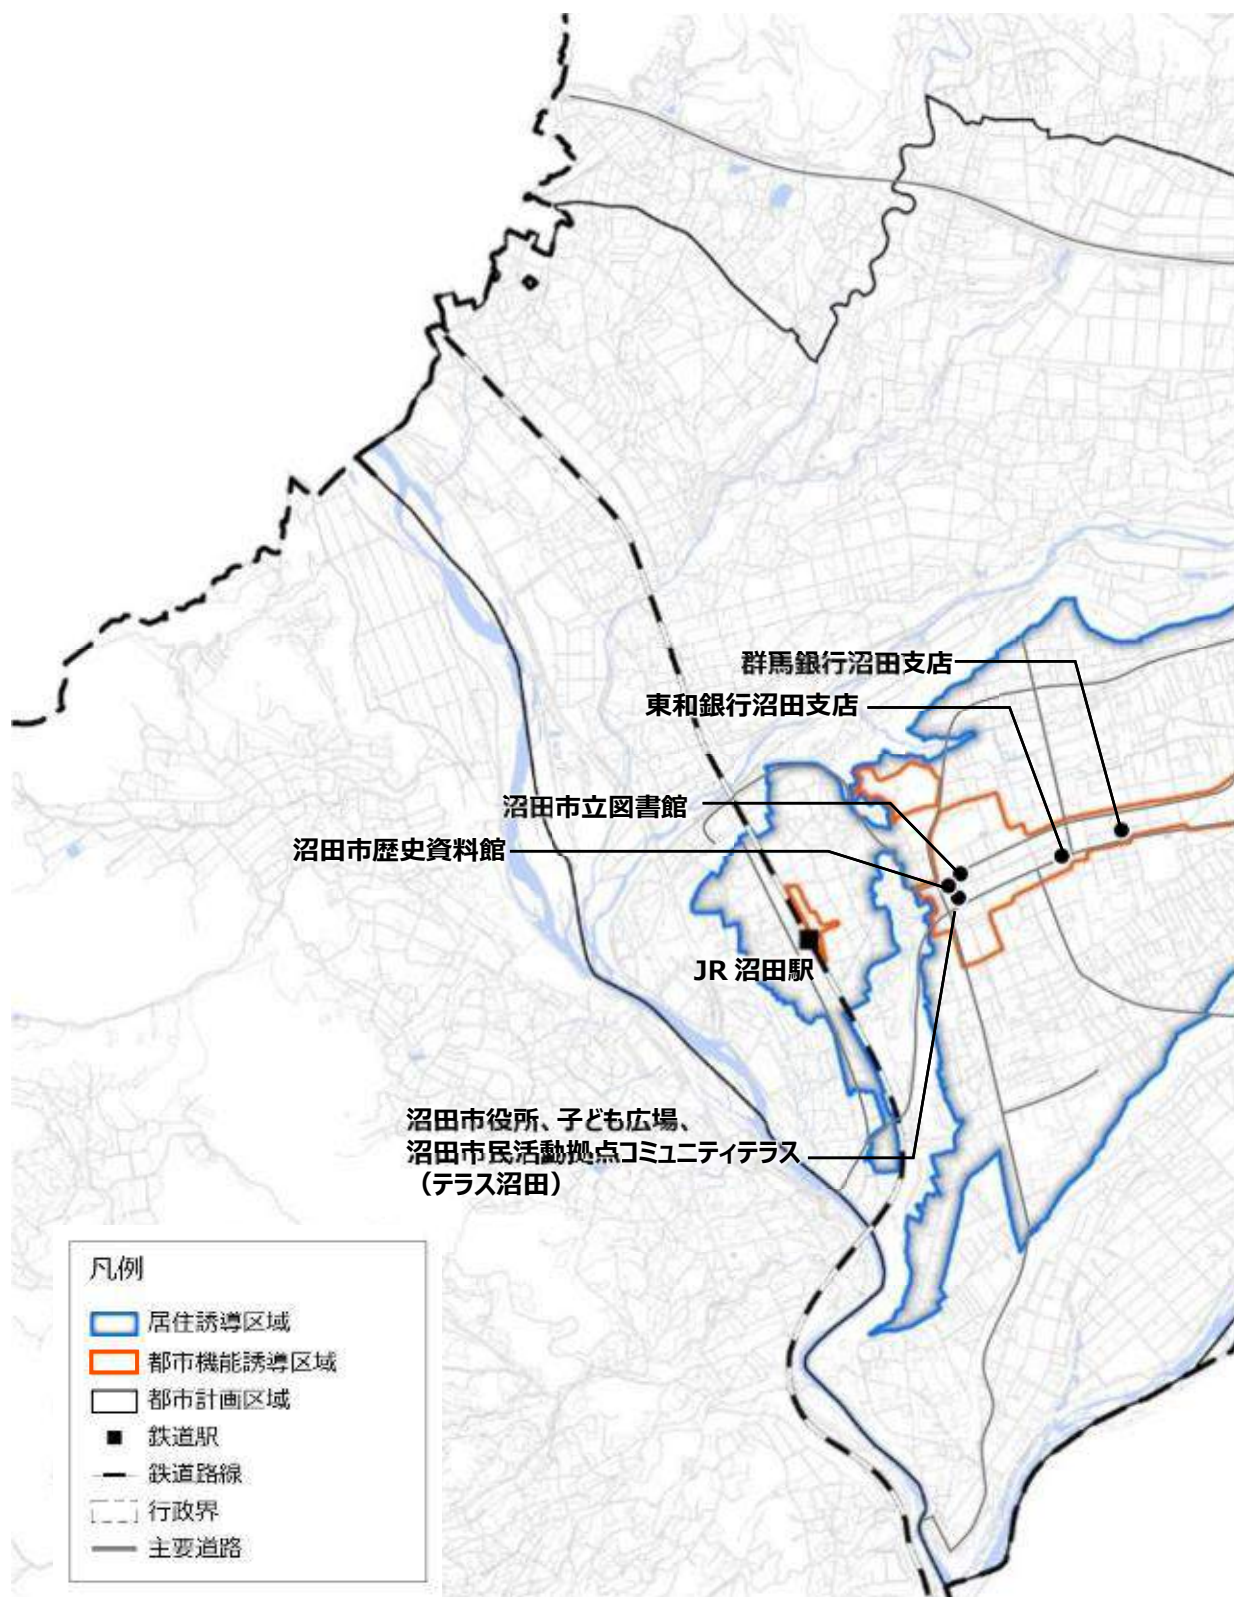 群馬銀行沼田支店
東和銀行沼田支店
沼田市立図書館
沼田市歴史資料館
JR 沼田駅
沼田市役所、子ども広場、
沼田市民活動拠点コミュニティテラス
（テラス沼田）
凡例
居住誘導区域
都市機能誘導区域
都市計画区域
鉄道駅
鉄道路線
行政界
主要道路